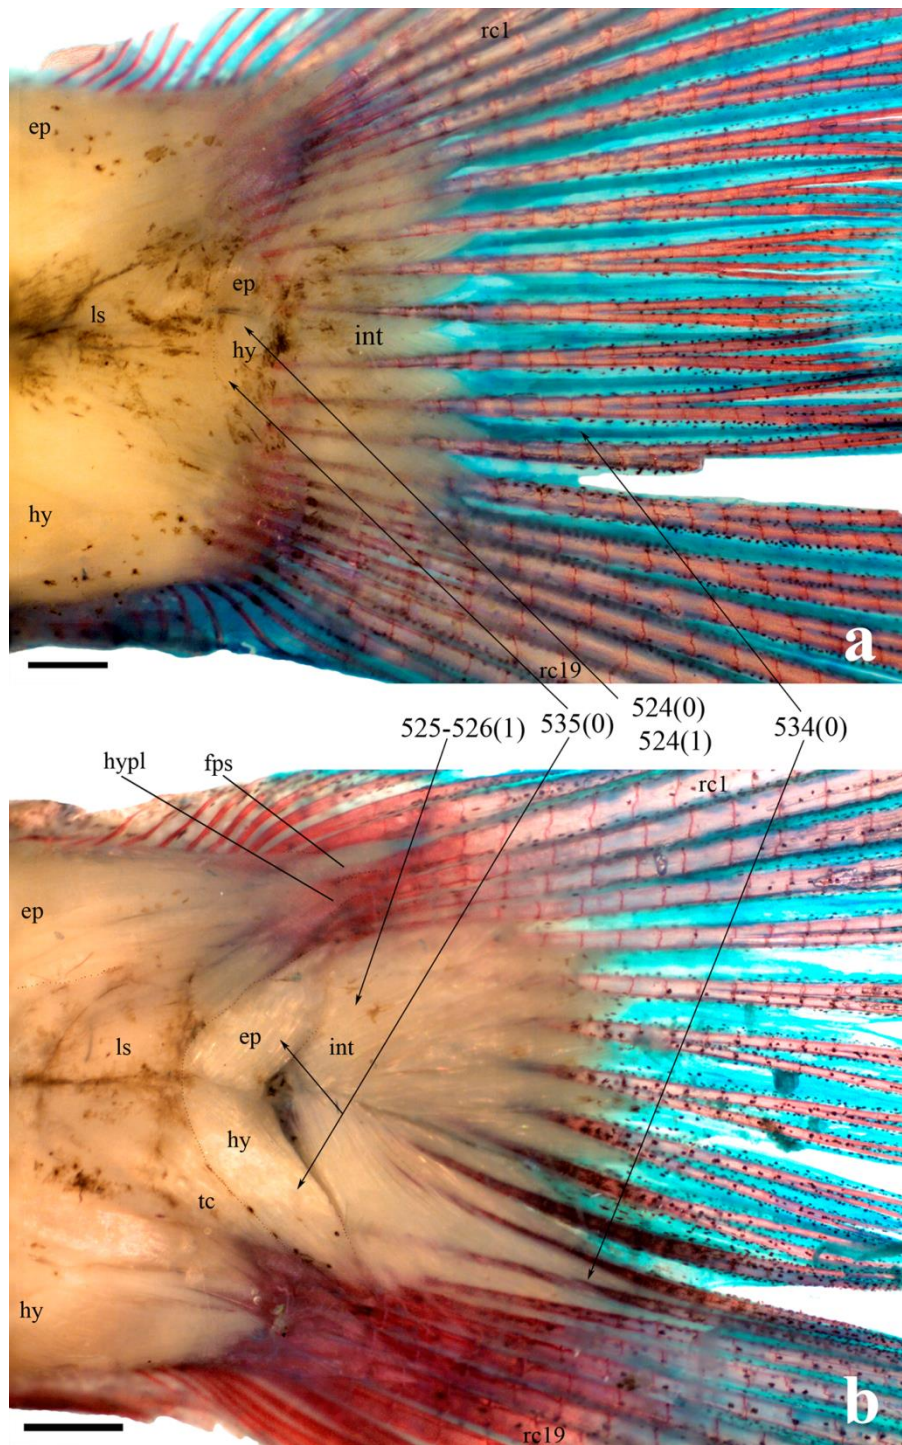 rc1
ep
ep
ls
int
hy
hy
a
rc19
524(0)
525-526(1) 535(0) 534(0)
524(1)
hypl fps
rc1
ep
ls
ep
int
hy
tc
hy
b
rc19